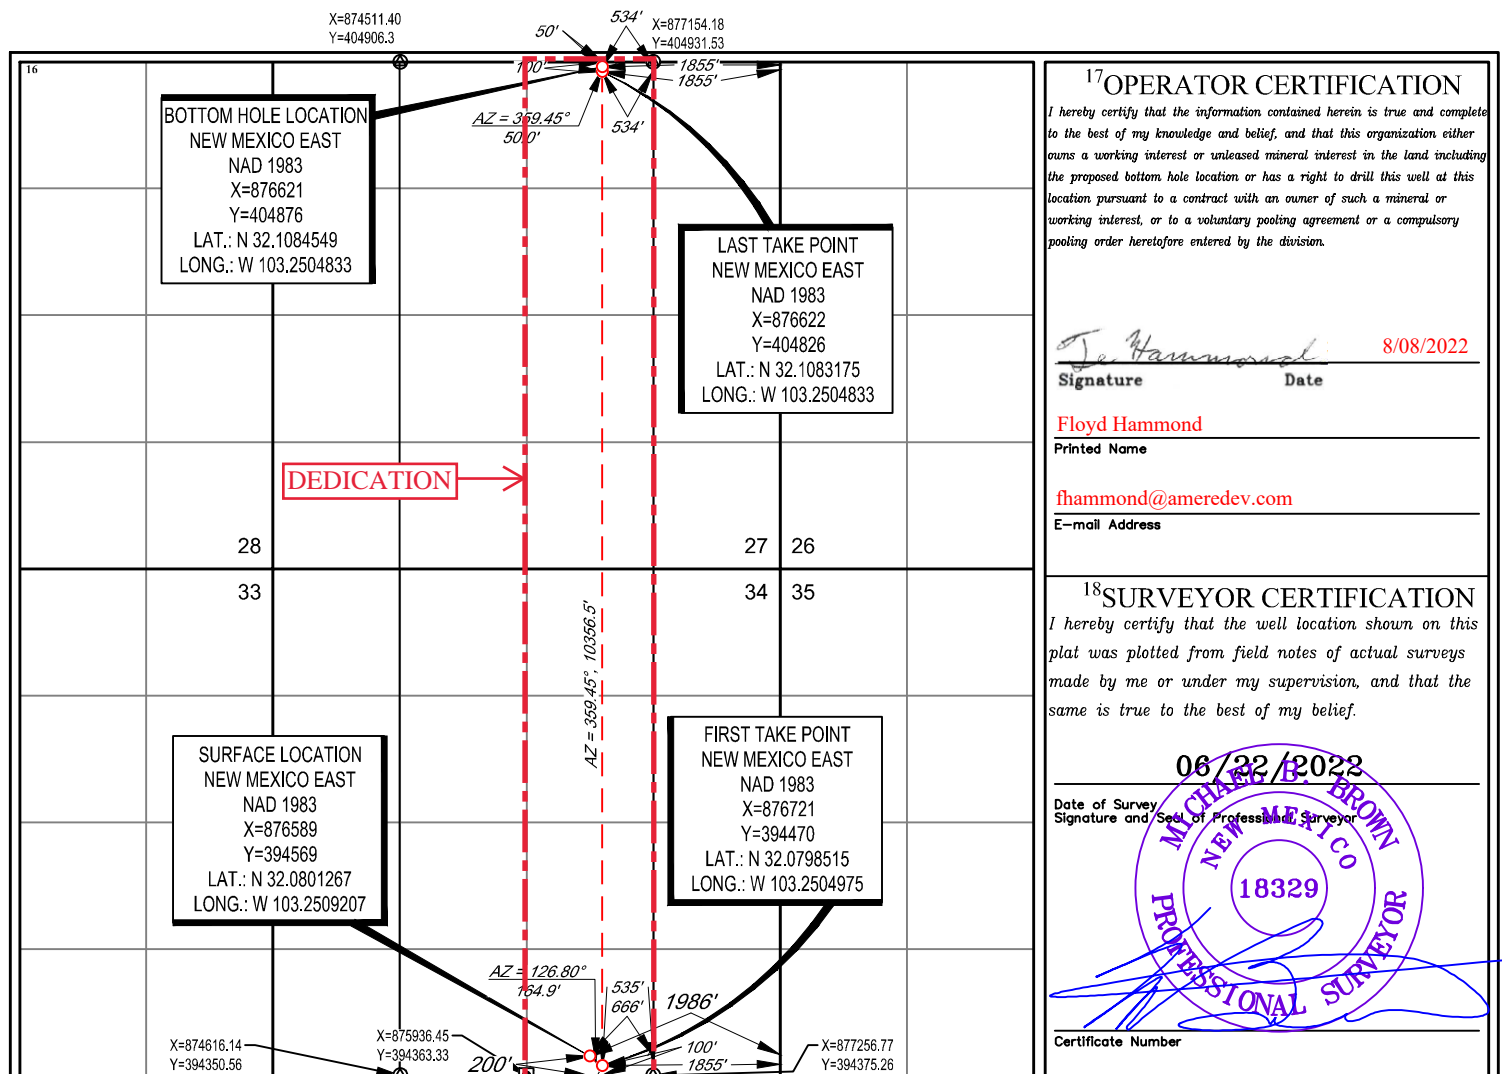 X=874511.40
Y=404906.3
50'
534'
X=877154.18
Y=404931.53
16
100'
1855'
1855'
AZ = 359.45°
50.0'
534'
BOTTOM HOLE LOCATION
NEW MEXICO EAST
NAD 1983
X=876621
Y=404876
LAT.: N 32.1084549
LONG.: W 103.2504833
LAST TAKE POINT
NEW MEXICO EAST
NAD 1983
X=876622
Y=404826
LAT.: N 32.1083175
LONG.: W 103.2504833
DEDICATION
28
27
26
33
34
35
AZ = 359.45°, 10356.5'
SURFACE LOCATION
NEW MEXICO EAST
NAD 1983
X=876589
Y=394569
LAT.: N 32.0801267
LONG.: W 103.2509207
FIRST TAKE POINT
NEW MEXICO EAST
NAD 1983
X=876721
Y=394470
LAT.: N 32.0798515
LONG.: W 103.2504975
AZ = 126.80°
164.9'
535'
666'
1986'
X=874616.14
Y=394350.56
X=875936.45
Y=394363.33
200'
100'
1855'
X=877256.77
Y=394375.26
17 OPERATOR CERTIFICATION
I hereby certify that the information contained herein is true and complete
to the best of my knowledge and belief, and that this organization either
owns a working interest or unleased mineral interest in the land including
the proposed bottom hole location or has a right to drill this well at this
location pursuant to a contract with an owner of such a mineral or
working interest, or to a voluntary pooling agreement or a compulsory
pooling order heretofore entered by the division.
Hammond
8/08/2022
Signature Date
Floyd Hammond
Printed Name
fhammond@ameredev.com
E-mail Address
18 SURVEYOR CERTIFICATION
I hereby certify that the well location shown on this
plat was plotted from field notes of actual surveys
made by me or under my supervision, and that the
same is true to the best of my belief.
06/22/2022
Date of Survey
Signature and Seal of Professional Surveyor
MICHAEL B. BROWN
NEW MEXICO
18329
PROFESSIONAL SURVEYOR
Certificate Number